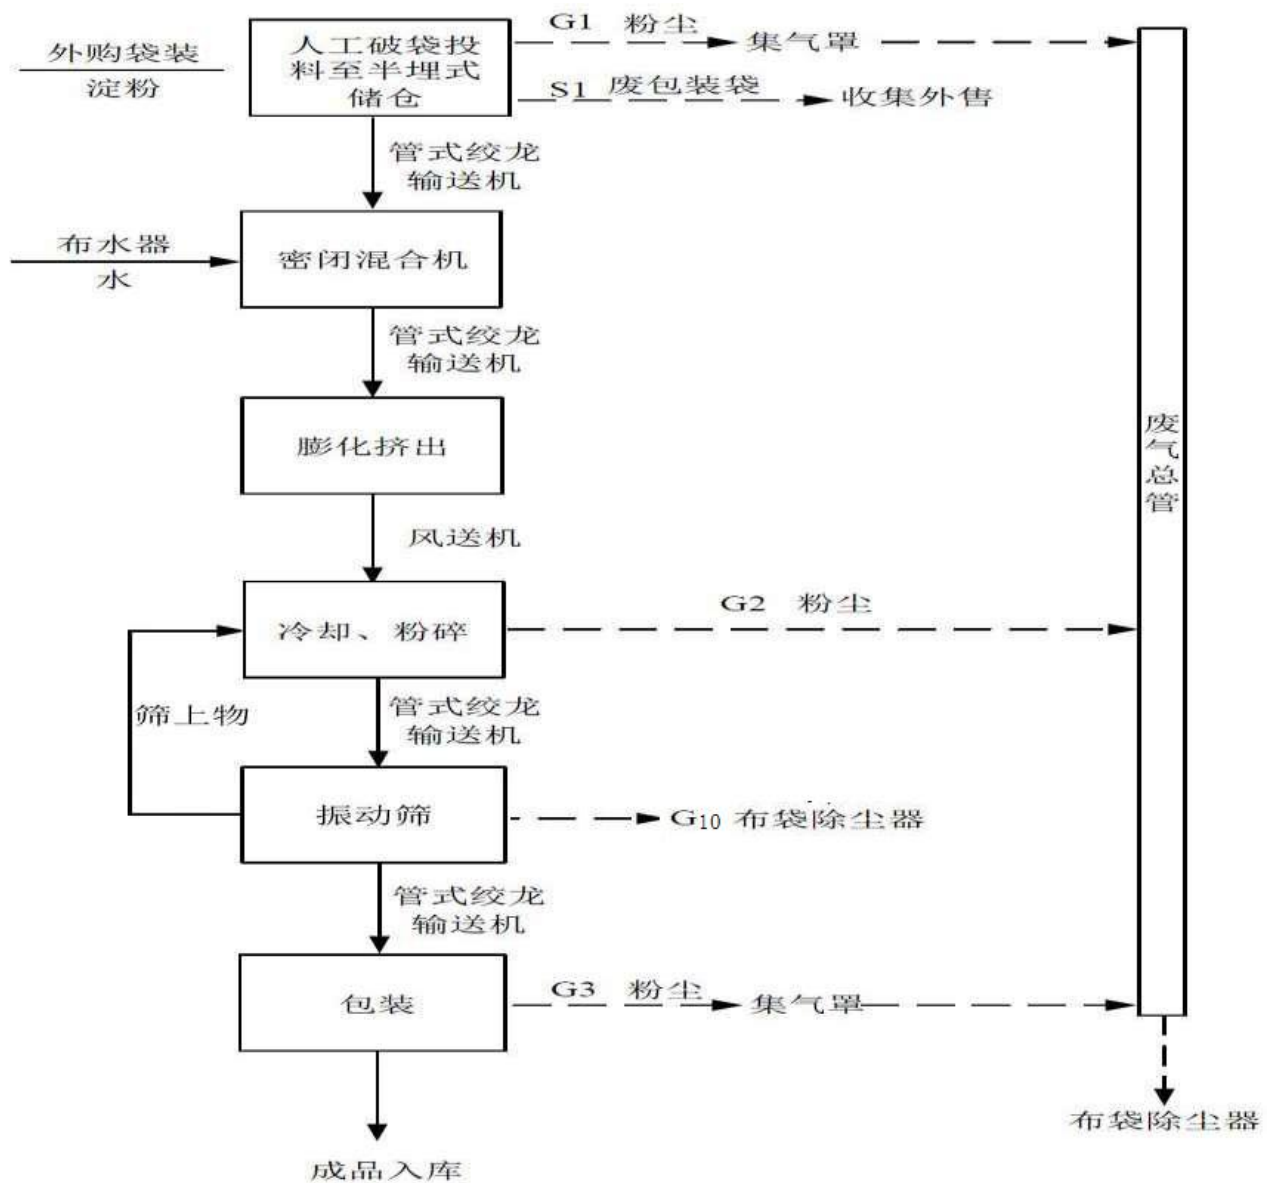 外购袋装
淀粉
人工破袋投
料至半埋式
储仓
G1 粉尘
集气罩
S1 废包装袋
收集外售
管式绞龙
输送机
布水器
水
密闭混合机
管式绞龙
输送机
膨化挤出
风送机
冷却、粉碎
G2 粉尘
筛上物
管式绞龙
输送机
振动筛
G10 布袋除尘器
管式绞龙
输送机
包装
G3 粉尘
集气罩
成品入库
废气总管
布袋除尘器